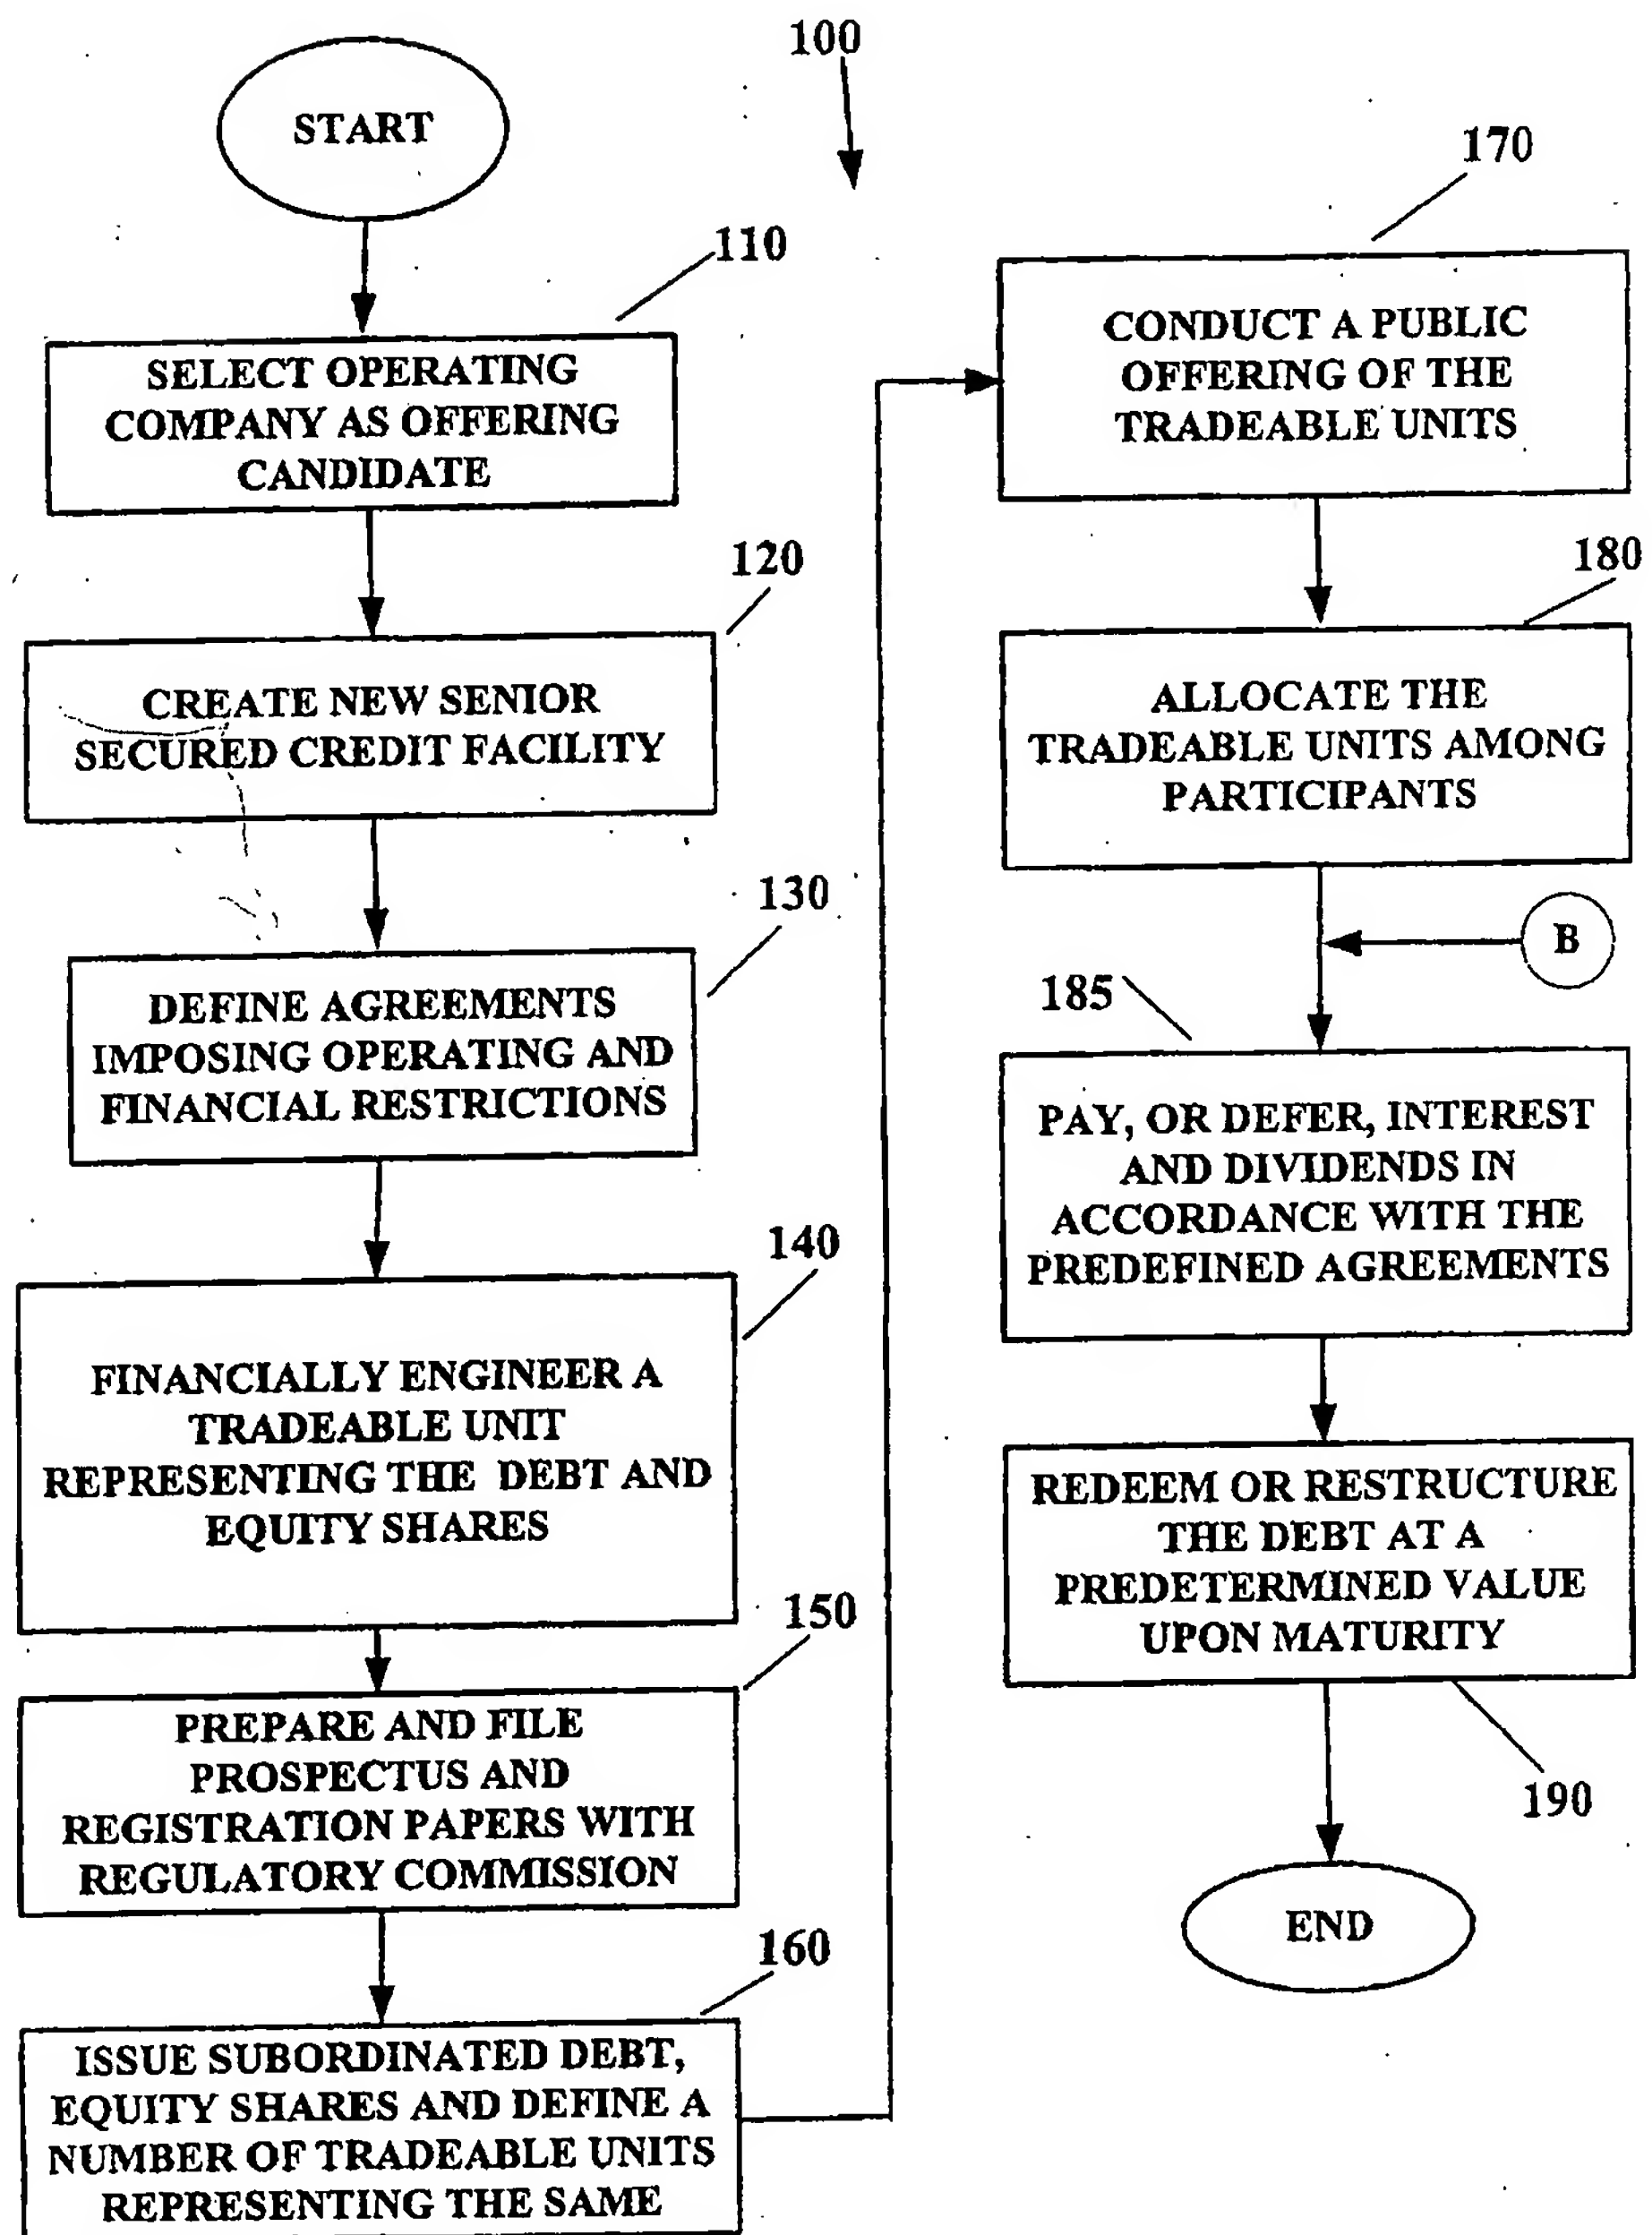 100
START
110
SELECT OPERATING
COMPANY AS OFFERING
CANDIDATE
120
CREATE NEW SENIOR
SECURED CREDIT FACILITY
130
DEFINE AGREEMENTS
IMPOSING OPERATING AND
FINANCIAL RESTRICTIONS
140
FINANCIALLY ENGINEER A
TRADEABLE UNIT
REPRESENTING THE DEBT AND
EQUITY SHARES
150
PREPARE AND FILE
PROSPECTUS AND
REGISTRATION PAPERS WITH
REGULATORY COMMISSION
160
ISSUE SUBORDINATED DEBT,
EQUITY SHARES AND DEFINE A
NUMBER OF TRADEABLE UNITS
REPRESENTING THE SAME
170
CONDUCT A PUBLIC
OFFERING OF THE
TRADEABLE UNITS
180
ALLOCATE THE
TRADEABLE UNITS AMONG
PARTICIPANTS
B
185
PAY, OR DEFER, INTEREST
AND DIVIDENDS IN
ACCORDANCE WITH THE
PREDEFINED AGREEMENTS
REDEEM OR RESTRUCTURE
THE DEBT AT A
PREDETERMINED VALUE
UPON MATURITY
190
END